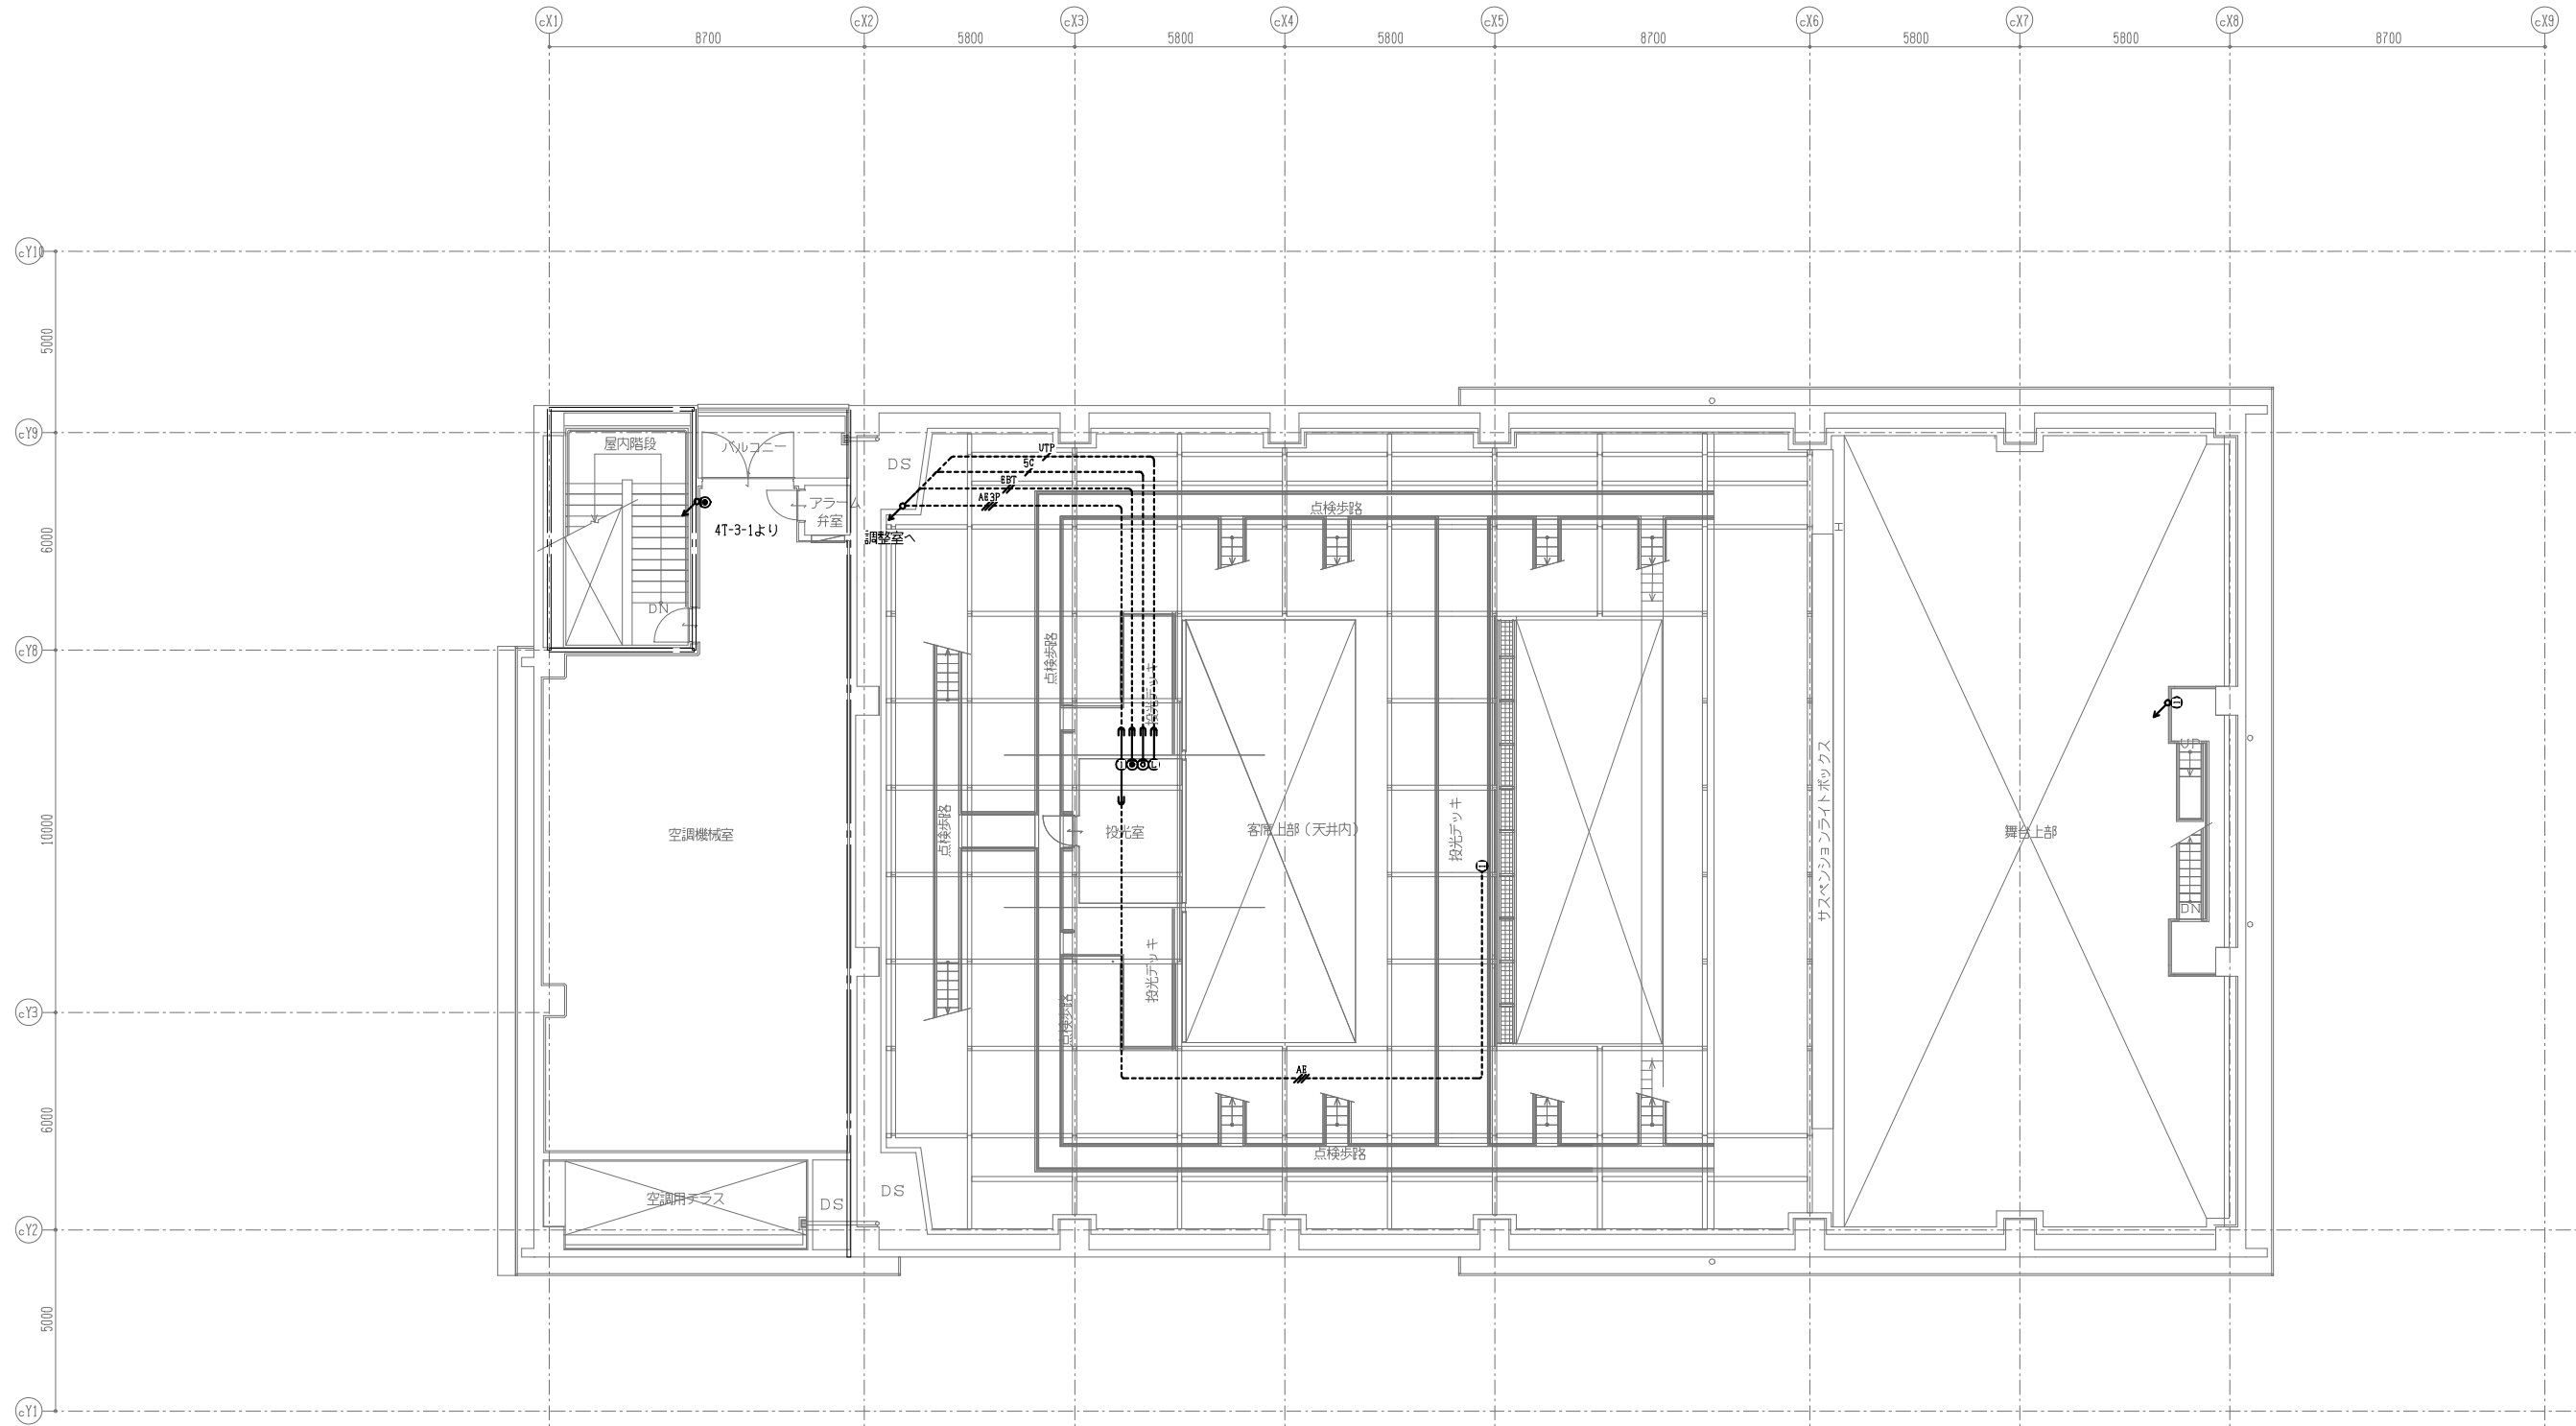 cX1
cX2
cX3
cX4
cX5
cX6
cX7
cX8
cX9
8700
5800
5800
5800
8700
5800
5800
8700
cY10
5000
cY9
6000
cY8
10000
cY3
6000
cY2
5000
cY1
屋内階段
バルコニー
DS
UTP
5C
EBT
AE3P
アラーム
弁室
4T-3-1より
調整室へ
点検歩路
H
DN
点検歩路
投光デッキ
UP
サスペンションライトボックス
空調機械室
点検歩路
投光室
客席上部(天井内)
投光デッキ
舞台上部
DN
投光デッキ
点検歩路
AE
点検歩路
空調用テラス
DS
DS